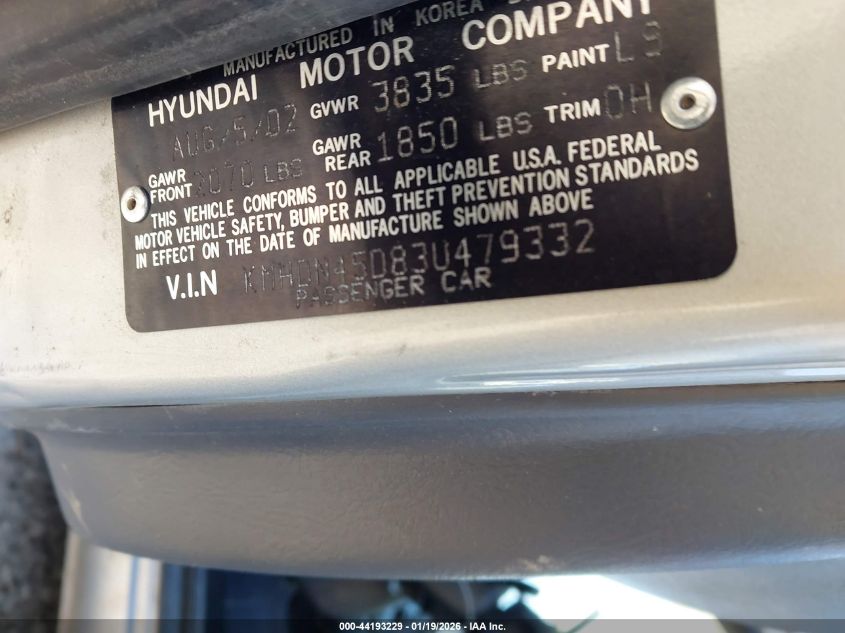 MANUFACTURED IN KOREA
HYUNDAI MOTOR COMPANY
AUG/5/02 GVWR 3835 LBS PAINT LS
GAWR FRONT 2070 LBS GAWR REAR 1850 LBS TRIM OH
THIS VEHICLE CONFORMS TO ALL APPLICABLE U.S.A. FEDERAL
MOTOR VEHICLE SAFETY, BUMPER AND THEFT PREVENTION STANDARDS
IN EFFECT ON THE DATE OF MANUFACTURE SHOWN ABOVE
V.I.N KMHDN45D83U479332
PASSENGER CAR
000-44193229 - 01/19/2026 - IAA Inc.